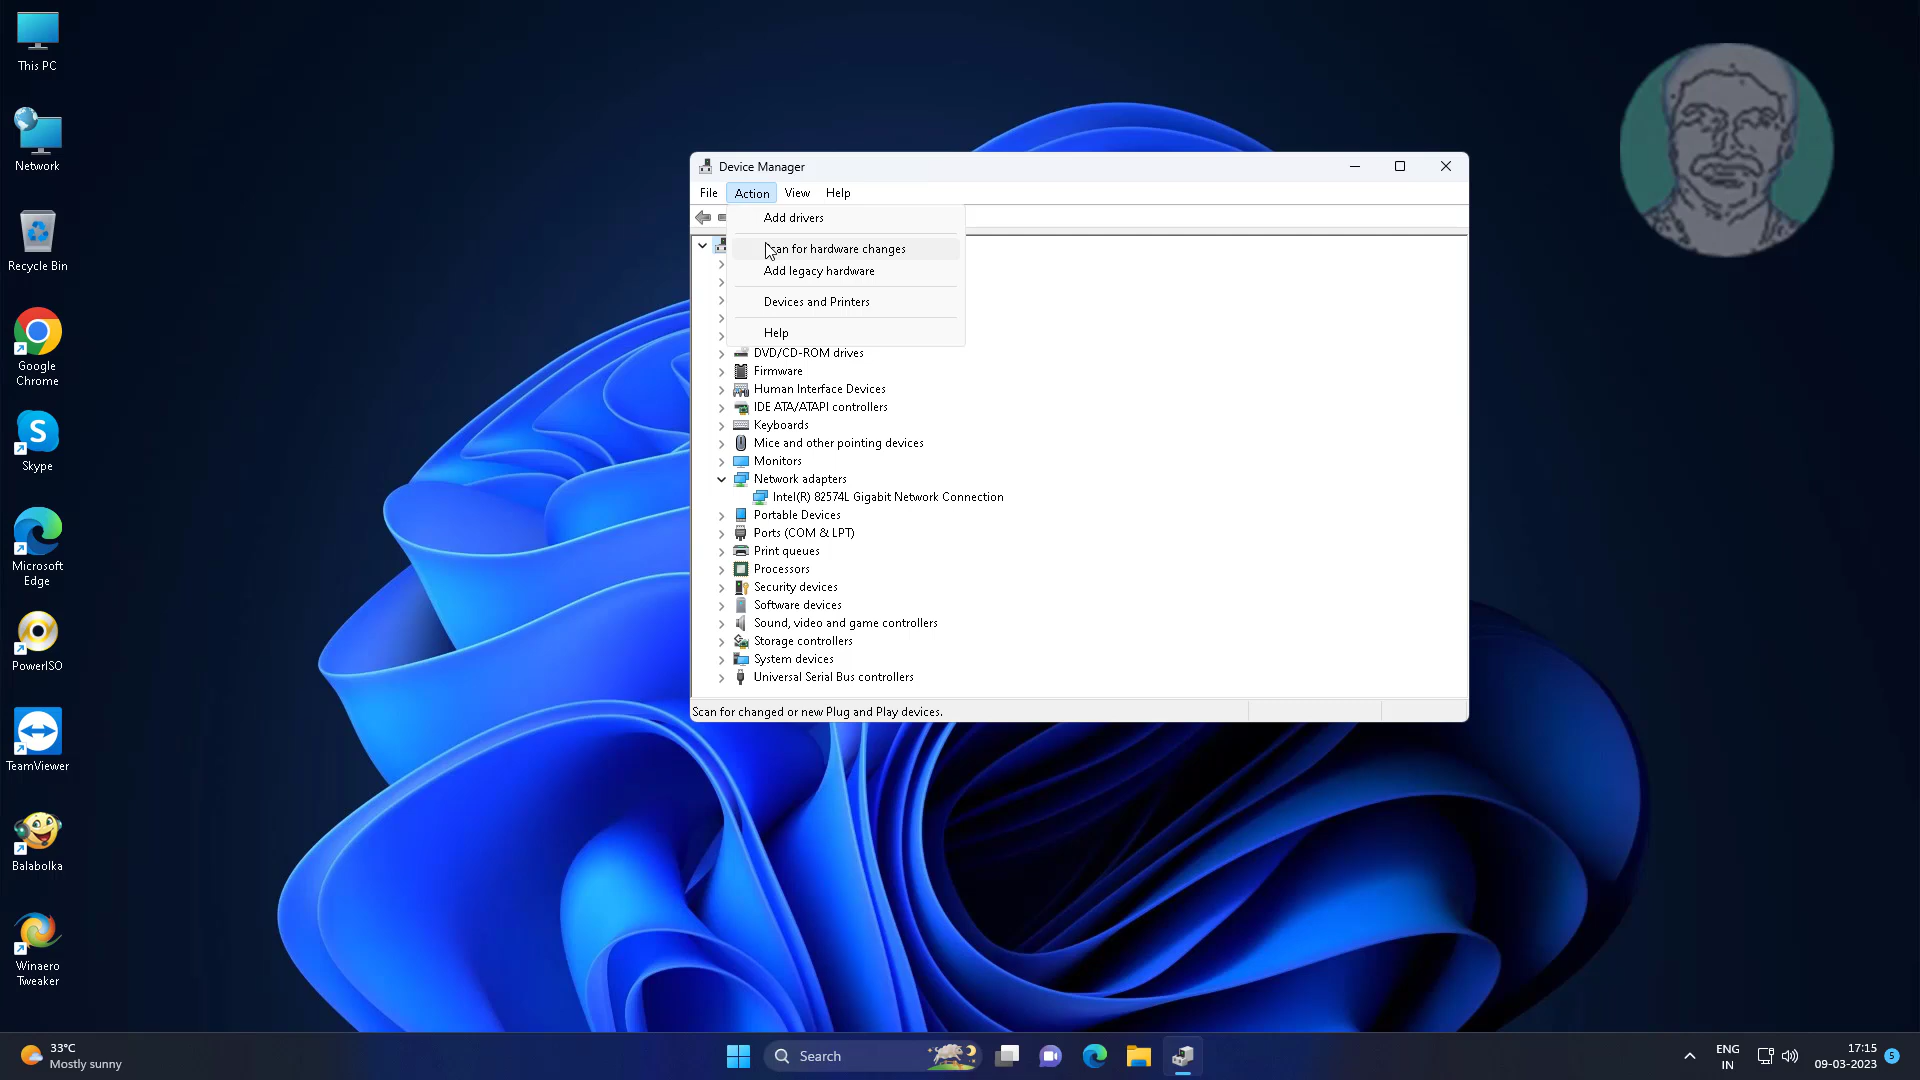 This PC
Network
Recycle Bin
Google
Chrome
S
Skype
Microsoft
Edge
PowerISO
TeamViewer
Balabolka
Winaero
Tweaker
Device Manager
File Action View Help
Add drivers
Scan for hardware changes
Add legacy hardware
Devices and Printers
Help
DVD/CD-ROM drives
Firmware
Human Interface Devices
IDE ATA/ATAPI controllers
Keyboards
Mice and other pointing devices
Monitors
Network adapters
Intel(R) 82574L Gigabit Network Connection
Portable Devices
Ports (COM & LPT)
Print queues
Processors
Security devices
Software devices
Sound, video and game controllers
Storage controllers
System devices
Universal Serial Bus controllers
Scan for changed or new Plug and Play devices.
33°C
Mostly sunny
Search
ENG
IN
17:15
09-03-2023
5